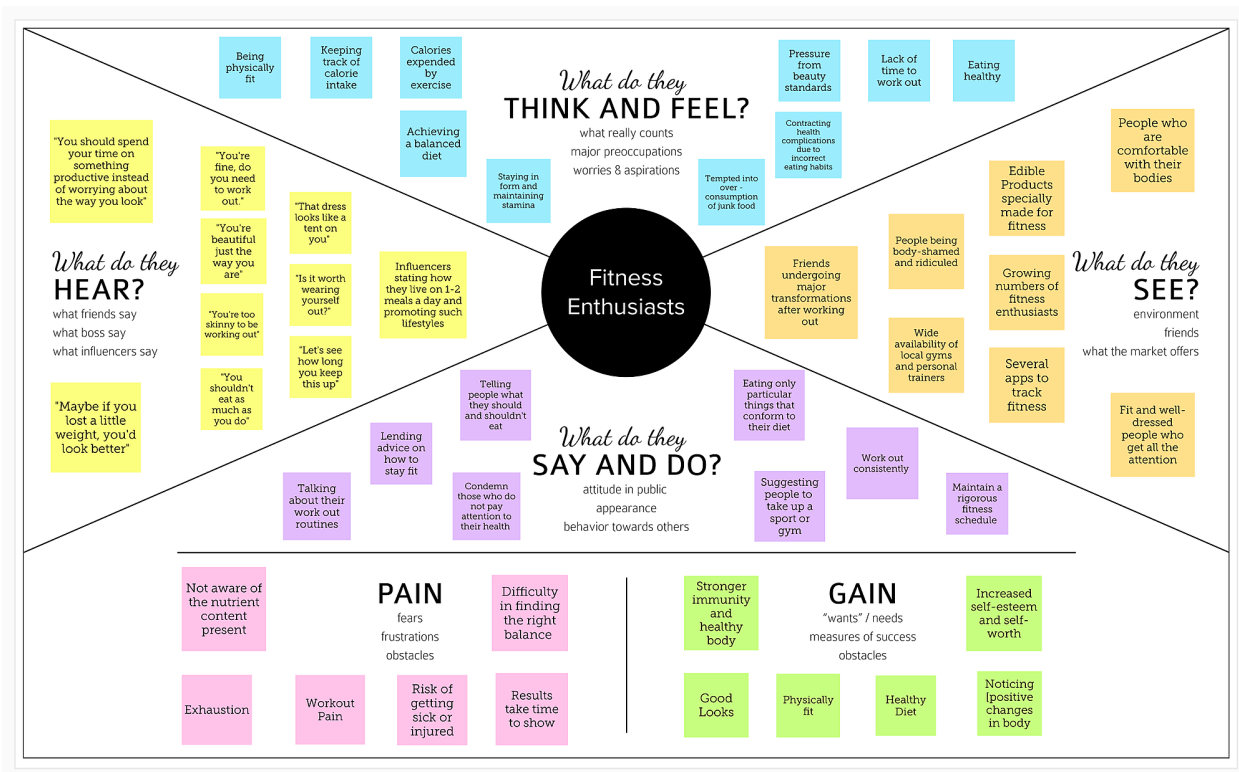 Being
physically
fit
Keeping
track of
calorie
intake
Calories
expended
by
exercise
Achieving
a balanced
diet
Staying in
form and
maintaining
stamina
What do they
THINK AND FEEL?
what really counts
major preoccupations
worries & aspirations
Pressure
from
beauty
standards
Lack of
time to
work out
Eating
healthy
Contracting
health
complications
due to
incorrect
eating habits
Tempted into
over -
consumption
of junk food
"You should spend
your time on
something
productive instead
of worrying about
the way you look"
"You're
fine, do
you need
to work
out."
"You're
beautiful
just the
way you
are"
"You're too
skinny to be
working out"
"You
shouldn't
eat as
much as
you do"
"That dress
looks like a
tent on
you"
"Is it worth
wearing
yourself
out?"
"Let's see
how long
you keep
this up"
Influencers
stating how
they live on 1-2
meals a day and
promoting such
lifestyles
What do they
HEAR?
what friends say
what boss say
what influencers say
"Maybe if you
lost a little
weight, you'd
look better"
Fitness
Enthusiasts
Friends
undergoing
major
transformations
after working
out
People being
body-shamed
and ridiculed
Wide
availability of
local gyms
and personal
trainers
Edible
Products
specially
made for
fitness
Growing
numbers of
fitness
enthusiasts
Several
apps to
track
fitness
People who
are
comfortable
with their
bodies
What do they
SEE?
environment
friends
what the market offers
Fit and well-
dressed
people who
get all the
attention
Telling
people what
they should
and shouldn't
eat
Lending
advice on
how to
stay fit
Talking
about their
work out
routines
Condemn
those who do
not pay
attention to
their health
What do they
SAY AND DO?
attitude in public
appearance
behavior towards others
Eating only
particular
things that
conform to
their diet
Work out
consistently
Suggesting
people to
take up a
sport or
gym
Maintain a
rigorous
fitness
schedule
Not aware of
the nutrient
content
present
PAIN
fears
frustrations
obstacles
Difficulty
in finding
the right
balance
Exhaustion
Workout
Pain
Risk of
getting
sick or
injured
Results
take time
to show
Stronger
immunity
and
healthy
body
GAIN
"wants" / needs
measures of success
obstacles
Increased
self-esteem
and self-
worth
Good
Looks
Physically
fit
Healthy
Diet
Noticing
[positive
changes
in body